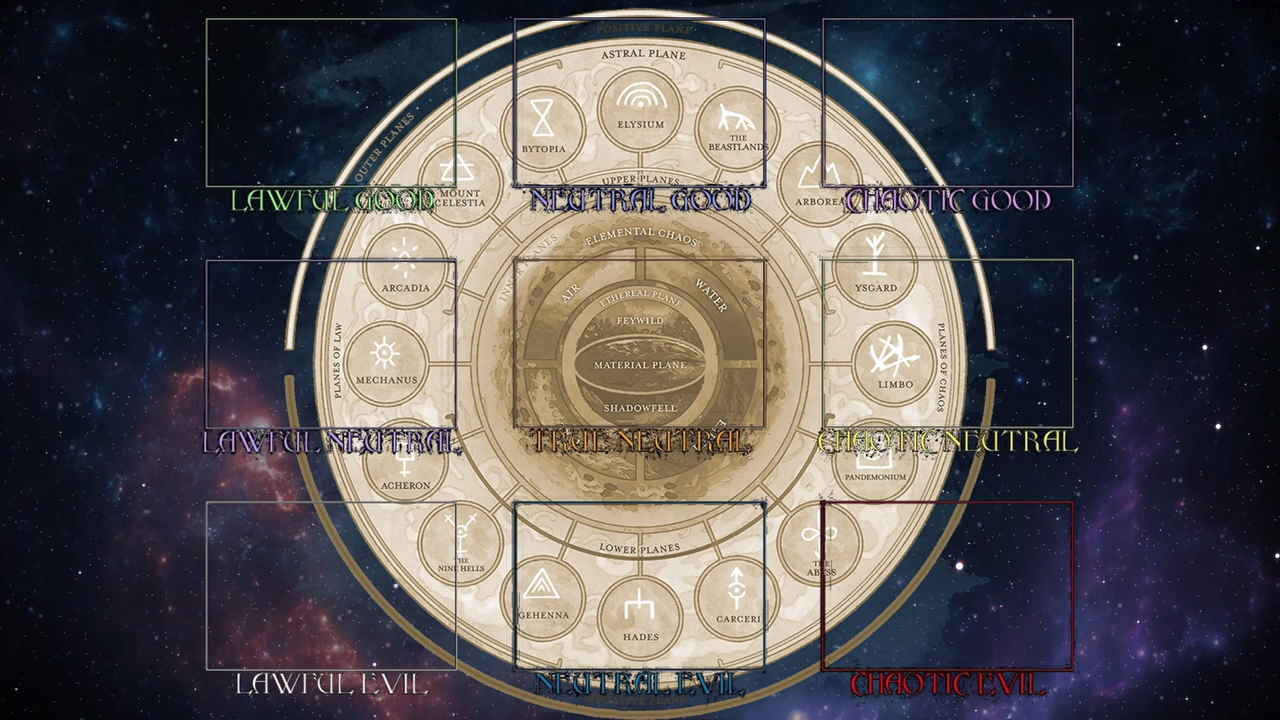 POSITIVE PLANE
ASTRAL PLANE
OUTER PLANES
ELYSIUM
BYTOPIA
THE
BEASTLANDS
UPPER PLANES
MOUNT
CELESTIA
ARBOREA
LAWFUL GOOD
NEUTRAL GOOD
CHAOTIC GOOD
ELEMENTAL CHAOS
INNER PLANES
ARCADIA
YSGARD
AIR
WATER
ETHEREAL PLANE
FEYWILD
PLANES OF LAW
MECHANUS
MATERIAL PLANE
LIMBO
PLANES OF CHAOS
SHADOWFELL
LAWFUL NEUTRAL
TRUE NEUTRAL
CHAOTIC NEUTRAL
ACHERON
PANDEMONIUM
LOWER PLANES
THE
NINE HELLS
THE
ABYSS
GEHENNA
CARCERI
HADES
LAWFUL EVIL
NEUTRAL EVIL
CHAOTIC EVIL